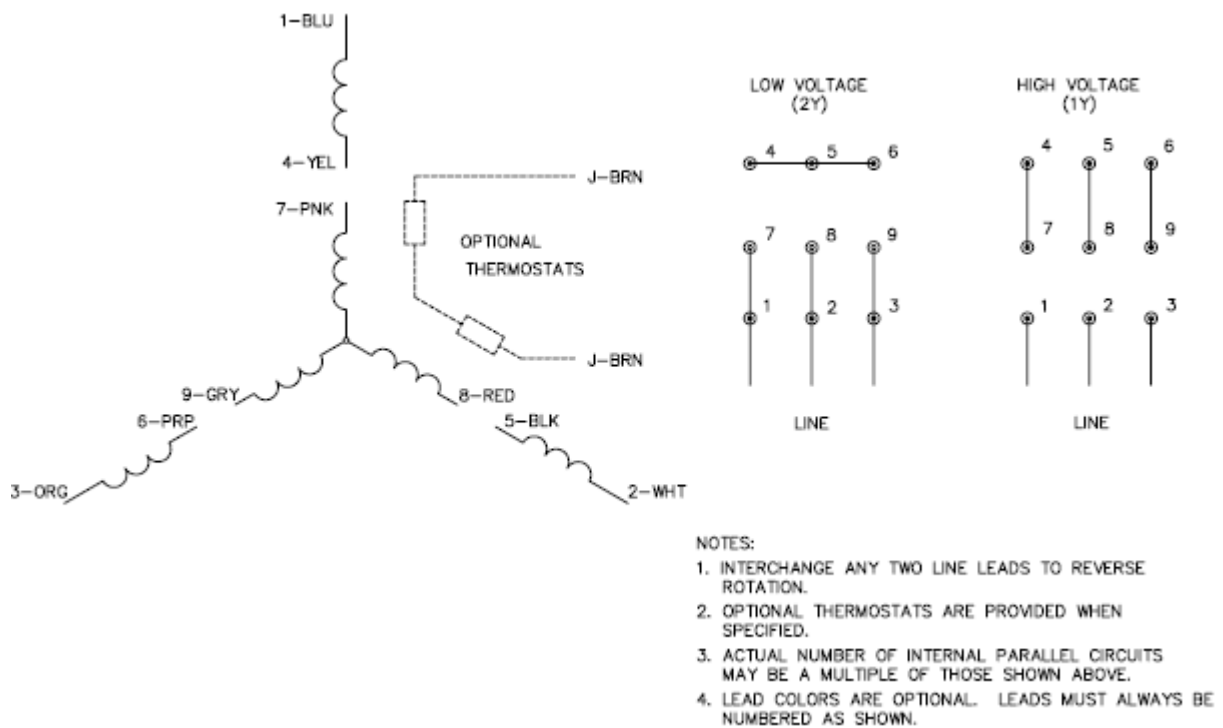 1-BLU
4-YEL
7-PNK
J-BRN
OPTIONAL
THERMOSTATS
J-BRN
9-GRY
8-RED
6-PRP
5-BLK
3-ORG
2-WHT
LOW VOLTAGE
(2Y)
4 5 6
7 8 9
1 2 3
LINE
HIGH VOLTAGE
(1Y)
4 5 6
7 8 9
1 2 3
LINE
NOTES:
1. INTERCHANGE ANY TWO LINE LEADS TO REVERSE
ROTATION.
2. OPTIONAL THERMOSTATS ARE PROVIDED WHEN
SPECIFIED.
3. ACTUAL NUMBER OF INTERNAL PARALLEL CIRCUITS
MAY BE A MULTIPLE OF THOSE SHOWN ABOVE.
4. LEAD COLORS ARE OPTIONAL. LEADS MUST ALWAYS BE
NUMBERED AS SHOWN.